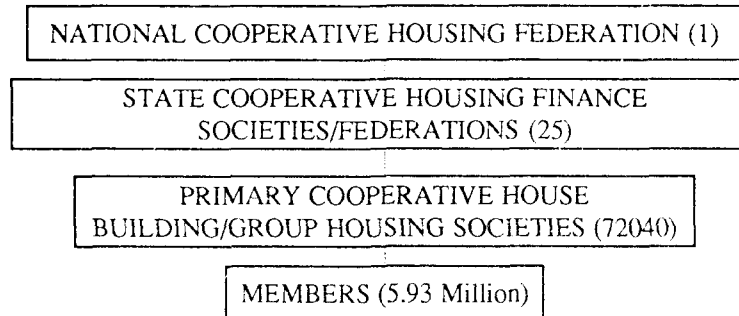 NATIONAL COOPERATIVE HOUSING FEDERATION (1)
STATE COOPERATIVE HOUSING FINANCE
SOCIETIES/FEDERATIONS (25)
PRIMARY COOPERATIVE HOUSE
BUILDING/GROUP HOUSING SOCIETIES (72040)
MEMBERS (5.93 Million)